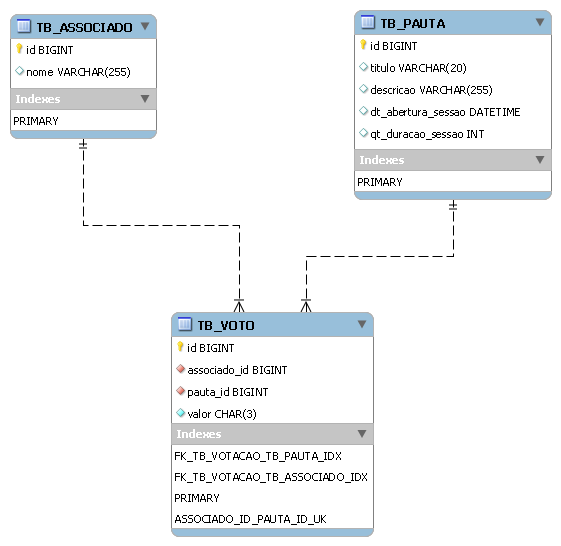 TB_ASSOCIADO
id BIGINT
nome VARCHAR(255)
Indexes
PRIMARY
TB_PAUTA
id BIGINT
titulo VARCHAR(20)
descricao VARCHAR(255)
dt_abertura_sessao DATETIME
qt_duracao_sessao INT
Indexes
PRIMARY
TB_VOTO
id BIGINT
associado_id BIGINT
pauta_id BIGINT
valor CHAR(3)
Indexes
FK_TB_VOTACAO_TB_PAUTA_IDX
FK_TB_VOTACAO_TB_ASSOCIADO_IDX
PRIMARY
ASSOCIADO_ID_PAUTA_ID_UK